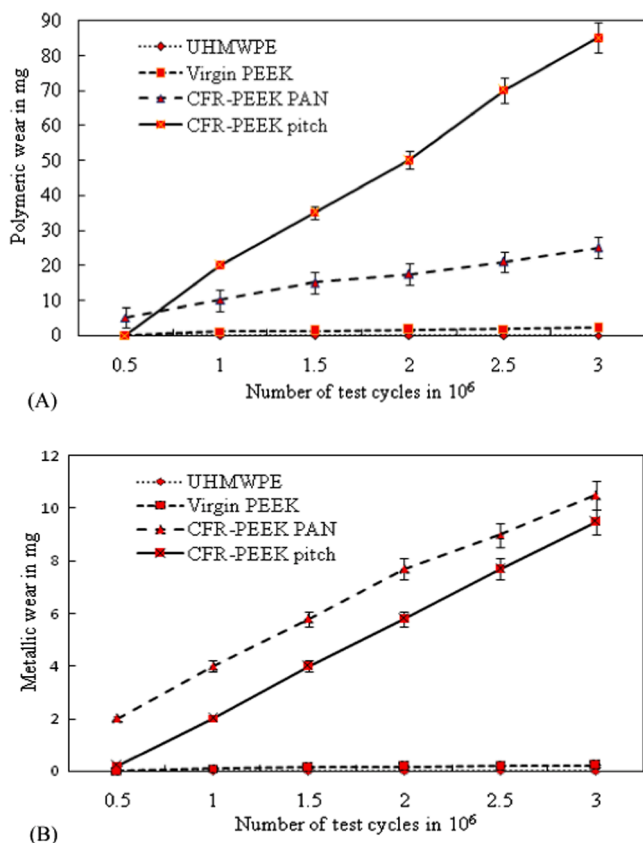 90
80
70
60
50
40
30
20
10
0
Polymeric wear in mg
UHMWPE
Virgin PEEK
CFR-PEEK PAN
CFR-PEEK pitch
0.5 1 1.5 2 2.5 3
Number of test cycles in 10⁶
(A)
12
10
8
6
4
2
0
Metallic wear in mg
UHMWPE
Virgin PEEK
CFR-PEEK PAN
CFR-PEEK pitch
0.5 1 1.5 2 2.5 3
Number of test cycles in 10⁶
(B)